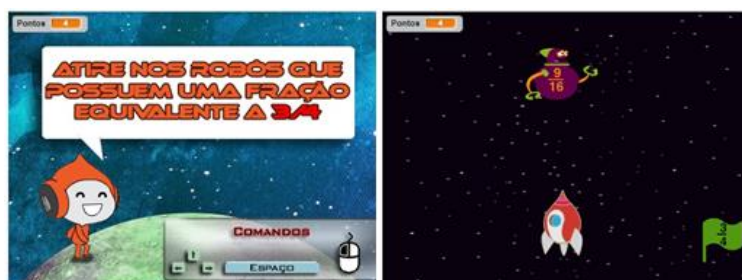 Pontos 4
ATIRE NOS ROBÔS QUE
POSSUEM UMA FRAÇÃO
EQUIVALENTE A 3/4
COMANDOS
ESPAÇO
Pontos 4
9
16